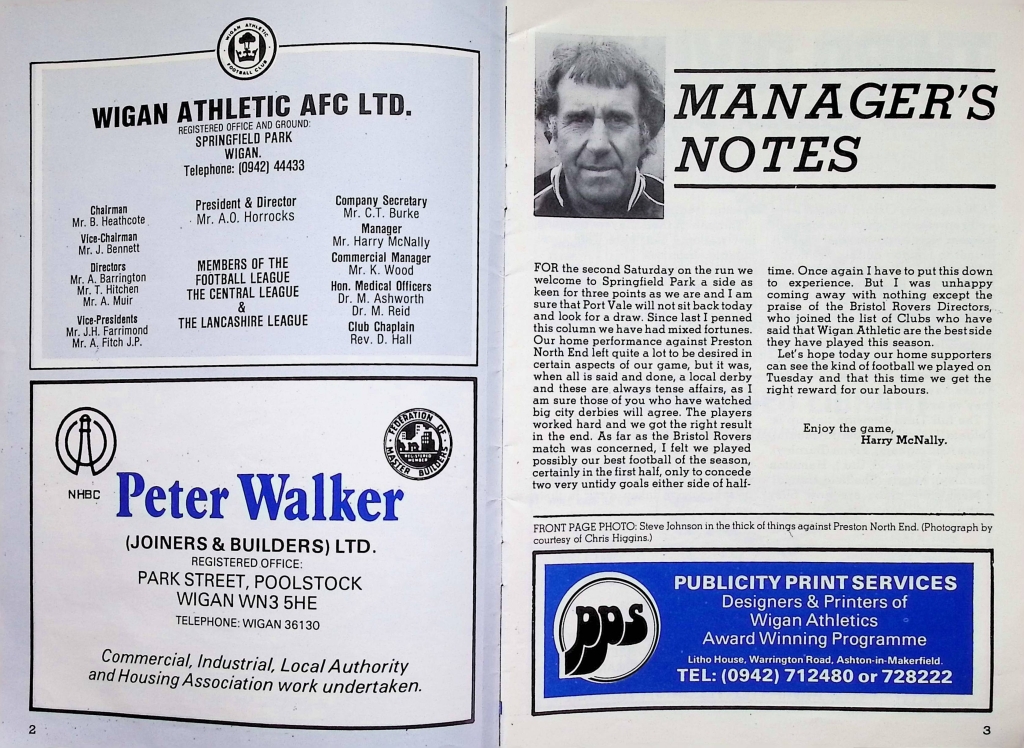 WIGAN ATHLETIC
FOOTBALL CLUB
WIGAN ATHLETIC AFC LTD.
REGISTERED OFFICE AND GROUND:
SPRINGFIELD PARK
WIGAN.
Telephone: (0942) 44433
Chairman
Mr. B. Heathcote
Vice-Chairman
Mr. J. Bennett
Directors
Mr. A. Barrington
Mr. T. Hitchen
Mr. A. Muir
Vice-Presidents
Mr. J.H. Farrimond
Mr. A. Fitch J.P.
President & Director
Mr. A.O. Horrocks
MEMBERS OF THE
FOOTBALL LEAGUE
THE CENTRAL LEAGUE
&
THE LANCASHIRE LEAGUE
Company Secretary
Mr. C.T. Burke
Manager
Mr. Harry McNally
Commercial Manager
Mr. K. Wood
Hon. Medical Officers
Dr. M. Ashworth
Dr. M. Reid
Club Chaplain
Rev. D. Hall
NHBC
FEDERATION OF
MASTER BUILDERS
REGISTERED
MEMBER
Peter Walker
(JOINERS & BUILDERS) LTD.
REGISTERED OFFICE:
PARK STREET, POOLSTOCK
WIGAN WN3 5HE
TELEPHONE: WIGAN 36130
Commercial, Industrial, Local Authority
and Housing Association work undertaken.
2
MANAGER'S
NOTES
FOR the second Saturday on the run we
welcome to Springfield Park a side as
keen for three points as we are and I am
sure that Port Vale will not sit back today
and look for a draw. Since last I penned
this column we have had mixed fortunes.
Our home performance against Preston
North End left quite a lot to be desired in
certain aspects of our game, but it was,
when all is said and done, a local derby
and these are always tense affairs, as I
am sure those of you who have watched
big city derbies will agree. The players
worked hard and we got the right result
in the end. As far as the Bristol Rovers
match was concerned, I felt we played
possibly our best football of the season,
certainly in the first half, only to concede
two very untidy goals either side of half-
time. Once again I have to put this down
to experience. But I was unhappy
coming away with nothing except the
praise of the Bristol Rovers Directors,
who joined the list of Clubs who have
said that Wigan Athletic are the best side
they have played this season.
Let's hope today our home supporters
can see the kind of football we played on
Tuesday and that this time we get the
right reward for our labours.
Enjoy the game,
Harry McNally.
FRONT PAGE PHOTO: Steve Johnson in the thick of things against Preston North End. (Photograph by
courtesy of Chris Higgins.)
pps
PUBLICITY PRINT SERVICES
Designers & Printers of
Wigan Athletics
Award Winning Programme
Litho House, Warrington Road, Ashton-in-Makerfield.
TEL: (0942) 712480 or 728222
3